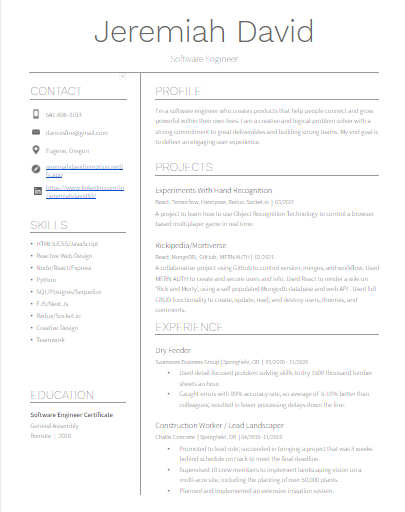 Jeremiah David
Software Engineer
CONTACT
541-606-3193
dancesfire@gmail.com
Eugene, Oregon
jeremiahdavidinmotion.netli
fy.app
https://www.linkedin.com/in
/jeremiahdavid83/
SKILLS
HTML5/CSS/JavaScript
Reactive Web Design
Node/React/Express
Python
SQL/Postgres/Sequelize
EJS/Next.Js
Redux/Socket.io
Creative Design
Teamwork
EDUCATION
Software Engineer Certificate
General Assembly
Remote | 2020
PROFILE
I'm a software engineer who creates products that help people connect and grow
powerful within their own lives. I am a creative and logical problem solver with a
strong commitment to great deliverables and building strong teams. My end goal is
to deliver an engaging user experience.
PROJECTS
Experiments With Hand Recognition
React, Tensorflow, Handpose, Redux, Socket.io | 03/2021
A project to learn how to use Object Recognition Technology to control a browser
based multiplayer game in real time.
Rickipedia/Mortiverse
React, MongoDB, GitHub, MERN AUTH | 02/2021
A collaborative project using Github to control version, merges, and workflow. Used
MERN AUTH to create and secure users and info. Used React to render a wiki on
'Rick and Morty', using a self populated Mongodb database and web API. Used full
CRUD functionality to create, update, read, and destroy users, theories, and
comments.
EXPERIENCE
Dry Feeder
Swansons Business Group | Springfield, OR | 03/2020 - 11/2020
Used detail-focused problem solving skills to dry 1500 thousand lumber
sheets an hour.
Caught errors with 99% accuracy rate, an average of 5-10% better than
colleagues, resulted in fewer processing delays down the line.
Construction Worker / Lead Landscaper
Challis Concrete | Springfield, OR | 04/2018-11/2019
Promoted to lead role; succeeded in bringing a project that was 3 weeks
behind schedule on track to meet the final deadline.
Supervised 10 crew members to implement landscaping vision on a
multi-acre site, including the planting of over 50,000 plants.
Planned and implemented an extensive irrigation system.